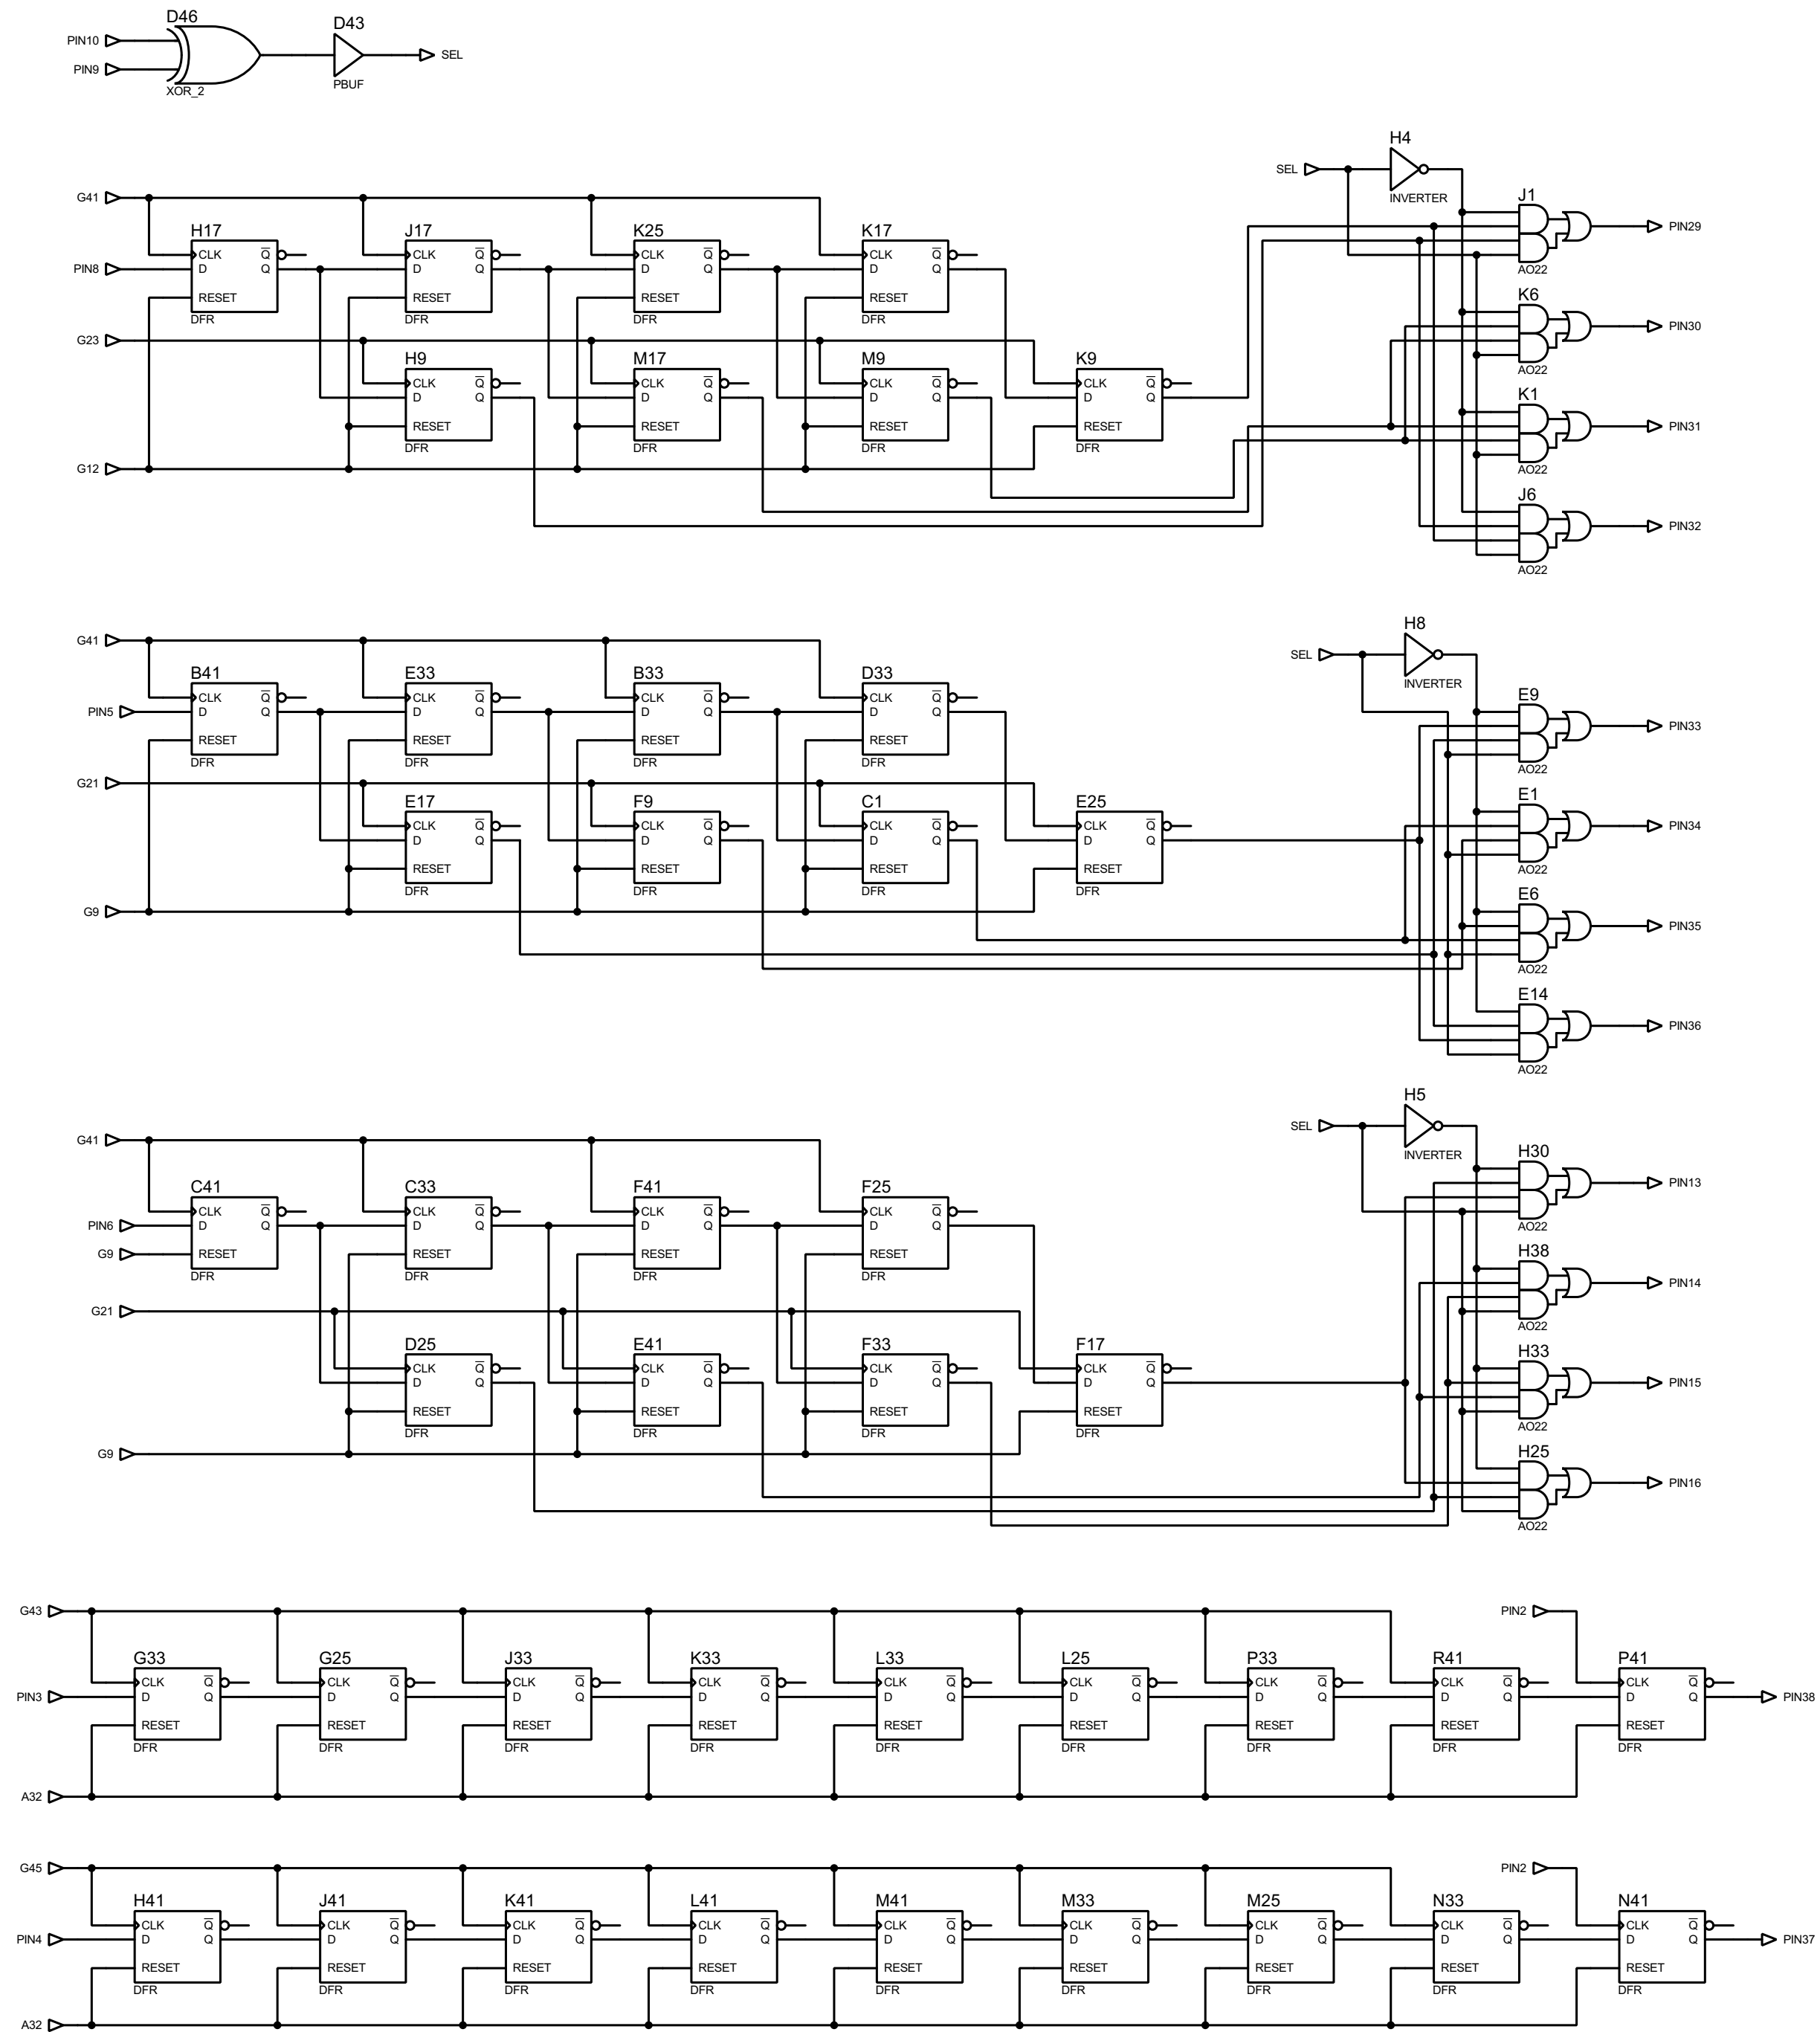 D46
D43
PIN10
PIN9
SEL
XOR_2
PBUF
H4
SEL
INVERTER
G41
J1
PIN29
AO22
H17 J17 K25 K17
CLK Q CLK Q CLK Q CLK Q
PIN8 D Q D Q D Q D Q
RESET RESET RESET RESET
DFR DFR DFR DFR
K6
PIN30
AO22
G23
H9 M17 M9 K9
CLK Q CLK Q CLK Q CLK Q
D Q D Q D Q D Q
RESET RESET RESET RESET
DFR DFR DFR DFR
K1
PIN31
AO22
G12
J6
PIN32
AO22
H8
SEL
INVERTER
G41
B41 E33 B33 D33
CLK Q CLK Q CLK Q CLK Q
PIN5 D Q D Q D Q D Q
RESET RESET RESET RESET
DFR DFR DFR DFR
E9
PIN33
AO22
G21
E17 F9 C1 E25
CLK Q CLK Q CLK Q CLK Q
D Q D Q D Q D Q
RESET RESET RESET RESET
DFR DFR DFR DFR
E1
PIN34
AO22
G9
E6
PIN35
AO22
E14
PIN36
AO22
H5
SEL
INVERTER
G41
C41 C33 F41 F25
CLK Q CLK Q CLK Q CLK Q
PIN6 D Q D Q D Q D Q
G9 RESET RESET RESET RESET
DFR DFR DFR DFR
H30
PIN13
AO22
H38
PIN14
AO22
G21
D25 E41 F33 F17
CLK Q CLK Q CLK Q CLK Q
D Q D Q D Q D Q
RESET RESET RESET RESET
DFR DFR DFR DFR
H33
PIN15
AO22
G9
H25
PIN16
AO22
G43 PIN2
G33 G25 J33 K33 L33 L25 P33 R41 P41
CLK Q CLK Q CLK Q CLK Q CLK Q CLK Q CLK Q CLK Q CLK Q
PIN3 D Q D Q D Q D Q D Q D Q D Q D Q D Q PIN38
RESET RESET RESET RESET RESET RESET RESET RESET RESET
DFR DFR DFR DFR DFR DFR DFR DFR DFR
A32
G45 PIN2
H41 J41 K41 L41 M41 M33 M25 N33 N41
CLK Q CLK Q CLK Q CLK Q CLK Q CLK Q CLK Q CLK Q CLK Q
PIN4 D Q D Q D Q D Q D Q D Q D Q D Q D Q PIN37
RESET RESET RESET RESET RESET RESET RESET RESET RESET
DFR DFR DFR DFR DFR DFR DFR DFR DFR
A32